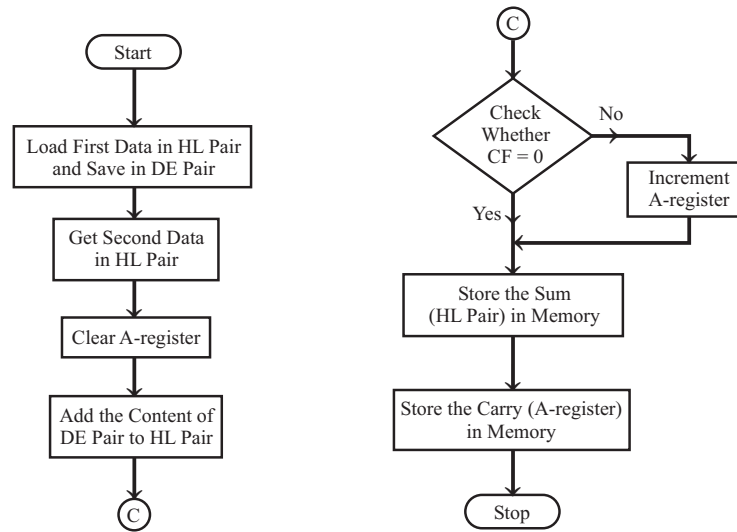 Start
Load First Data in HL Pair
and Save in DE Pair
Get Second Data
in HL Pair
Clear A-register
Add the Content of
DE Pair to HL Pair
C
C
Check
Whether
CF = 0
No
Increment
A-register
Yes
Store the Sum
(HL Pair) in Memory
Store the Carry (A-register)
in Memory
Stop